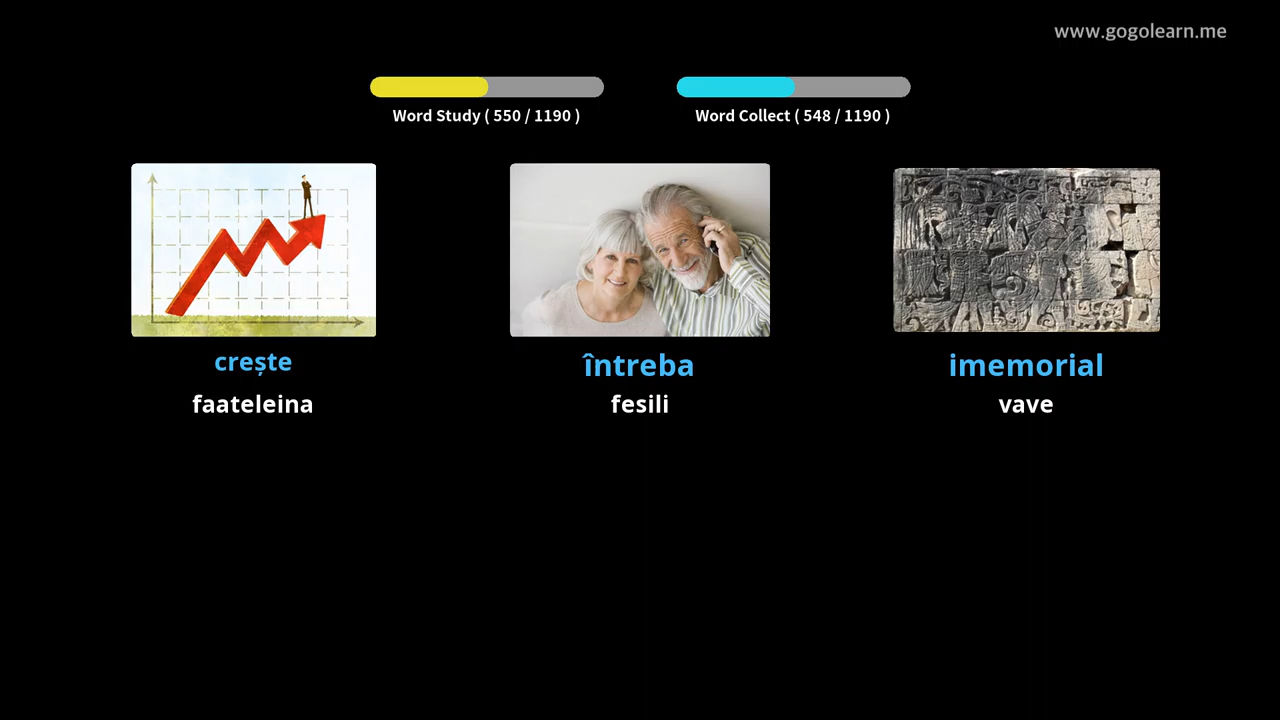 www.gogolearn.me
Word Study ( 550 / 1190 )
Word Collect ( 548 / 1190 )
crește
întreba
imemorial
faateleina
fesili
vave